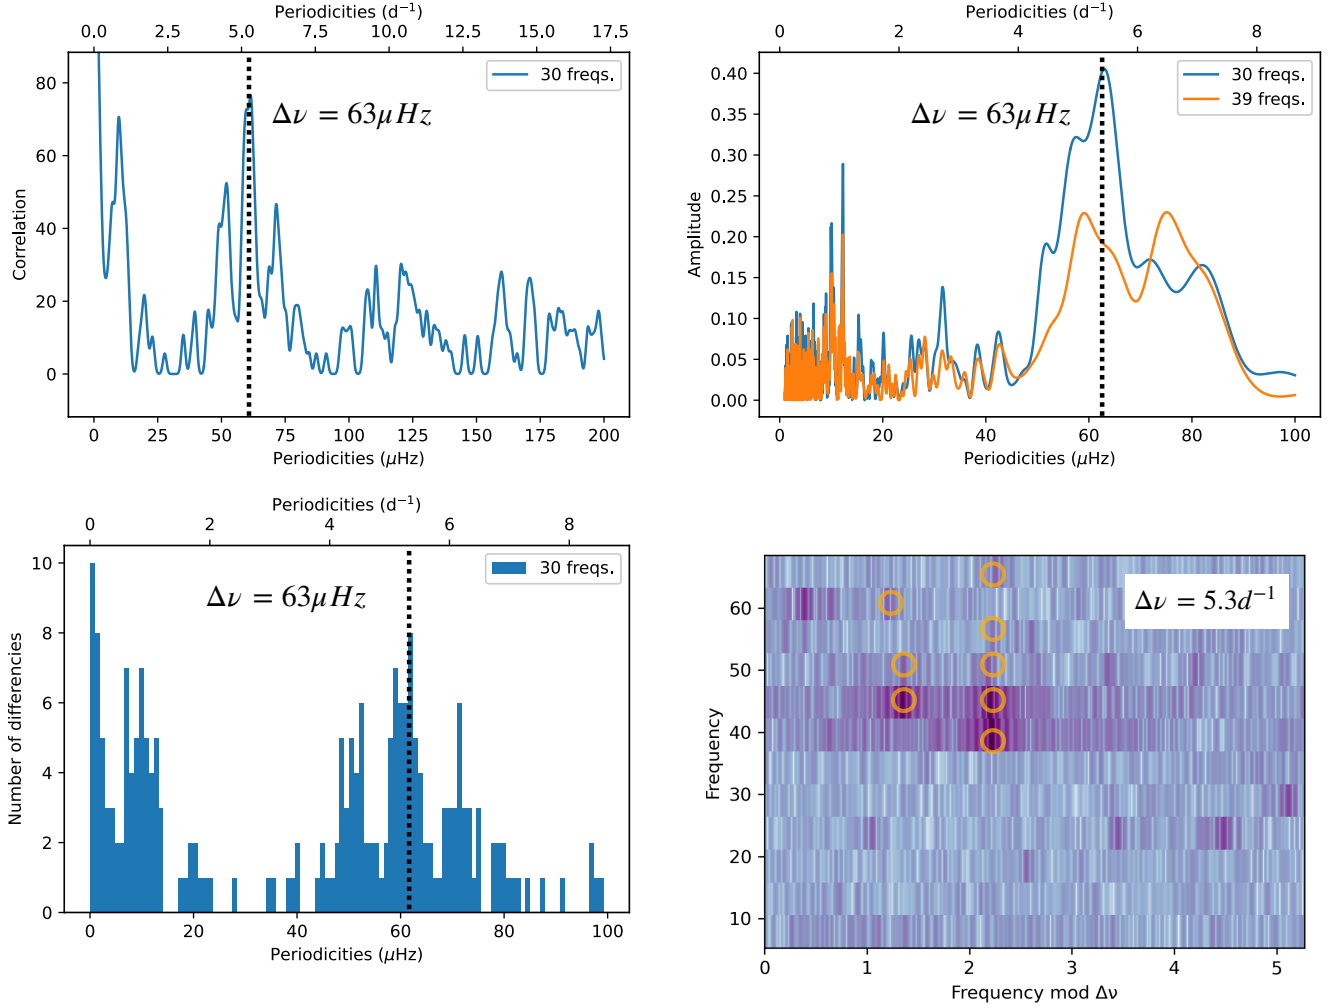 Periodicities (d⁻¹)
0.0 2.5 5.0 7.5 10.0 12.5 15.0 17.5
30 freqs.
Δν = 63μHz
Correlation
80
60
40
20
0
0 25 50 75 100 125 150 175 200
Periodicities (μHz)
Periodicities (d⁻¹)
0 2 4 6 8
30 freqs.
39 freqs.
Δν = 63μHz
Amplitude
0.40
0.35
0.30
0.25
0.20
0.15
0.10
0.05
0.00
0 20 40 60 80 100
Periodicities (μHz)
Periodicities (d⁻¹)
0 2 4 6 8
30 freqs.
Δν = 63μHz
Number of differencies
10
8
6
4
2
0
0 20 40 60 80 100
Periodicities (μHz)
Δν = 5.3d⁻¹
Frequency
60
50
40
30
20
10
0 1 2 3 4 5
Frequency mod Δν